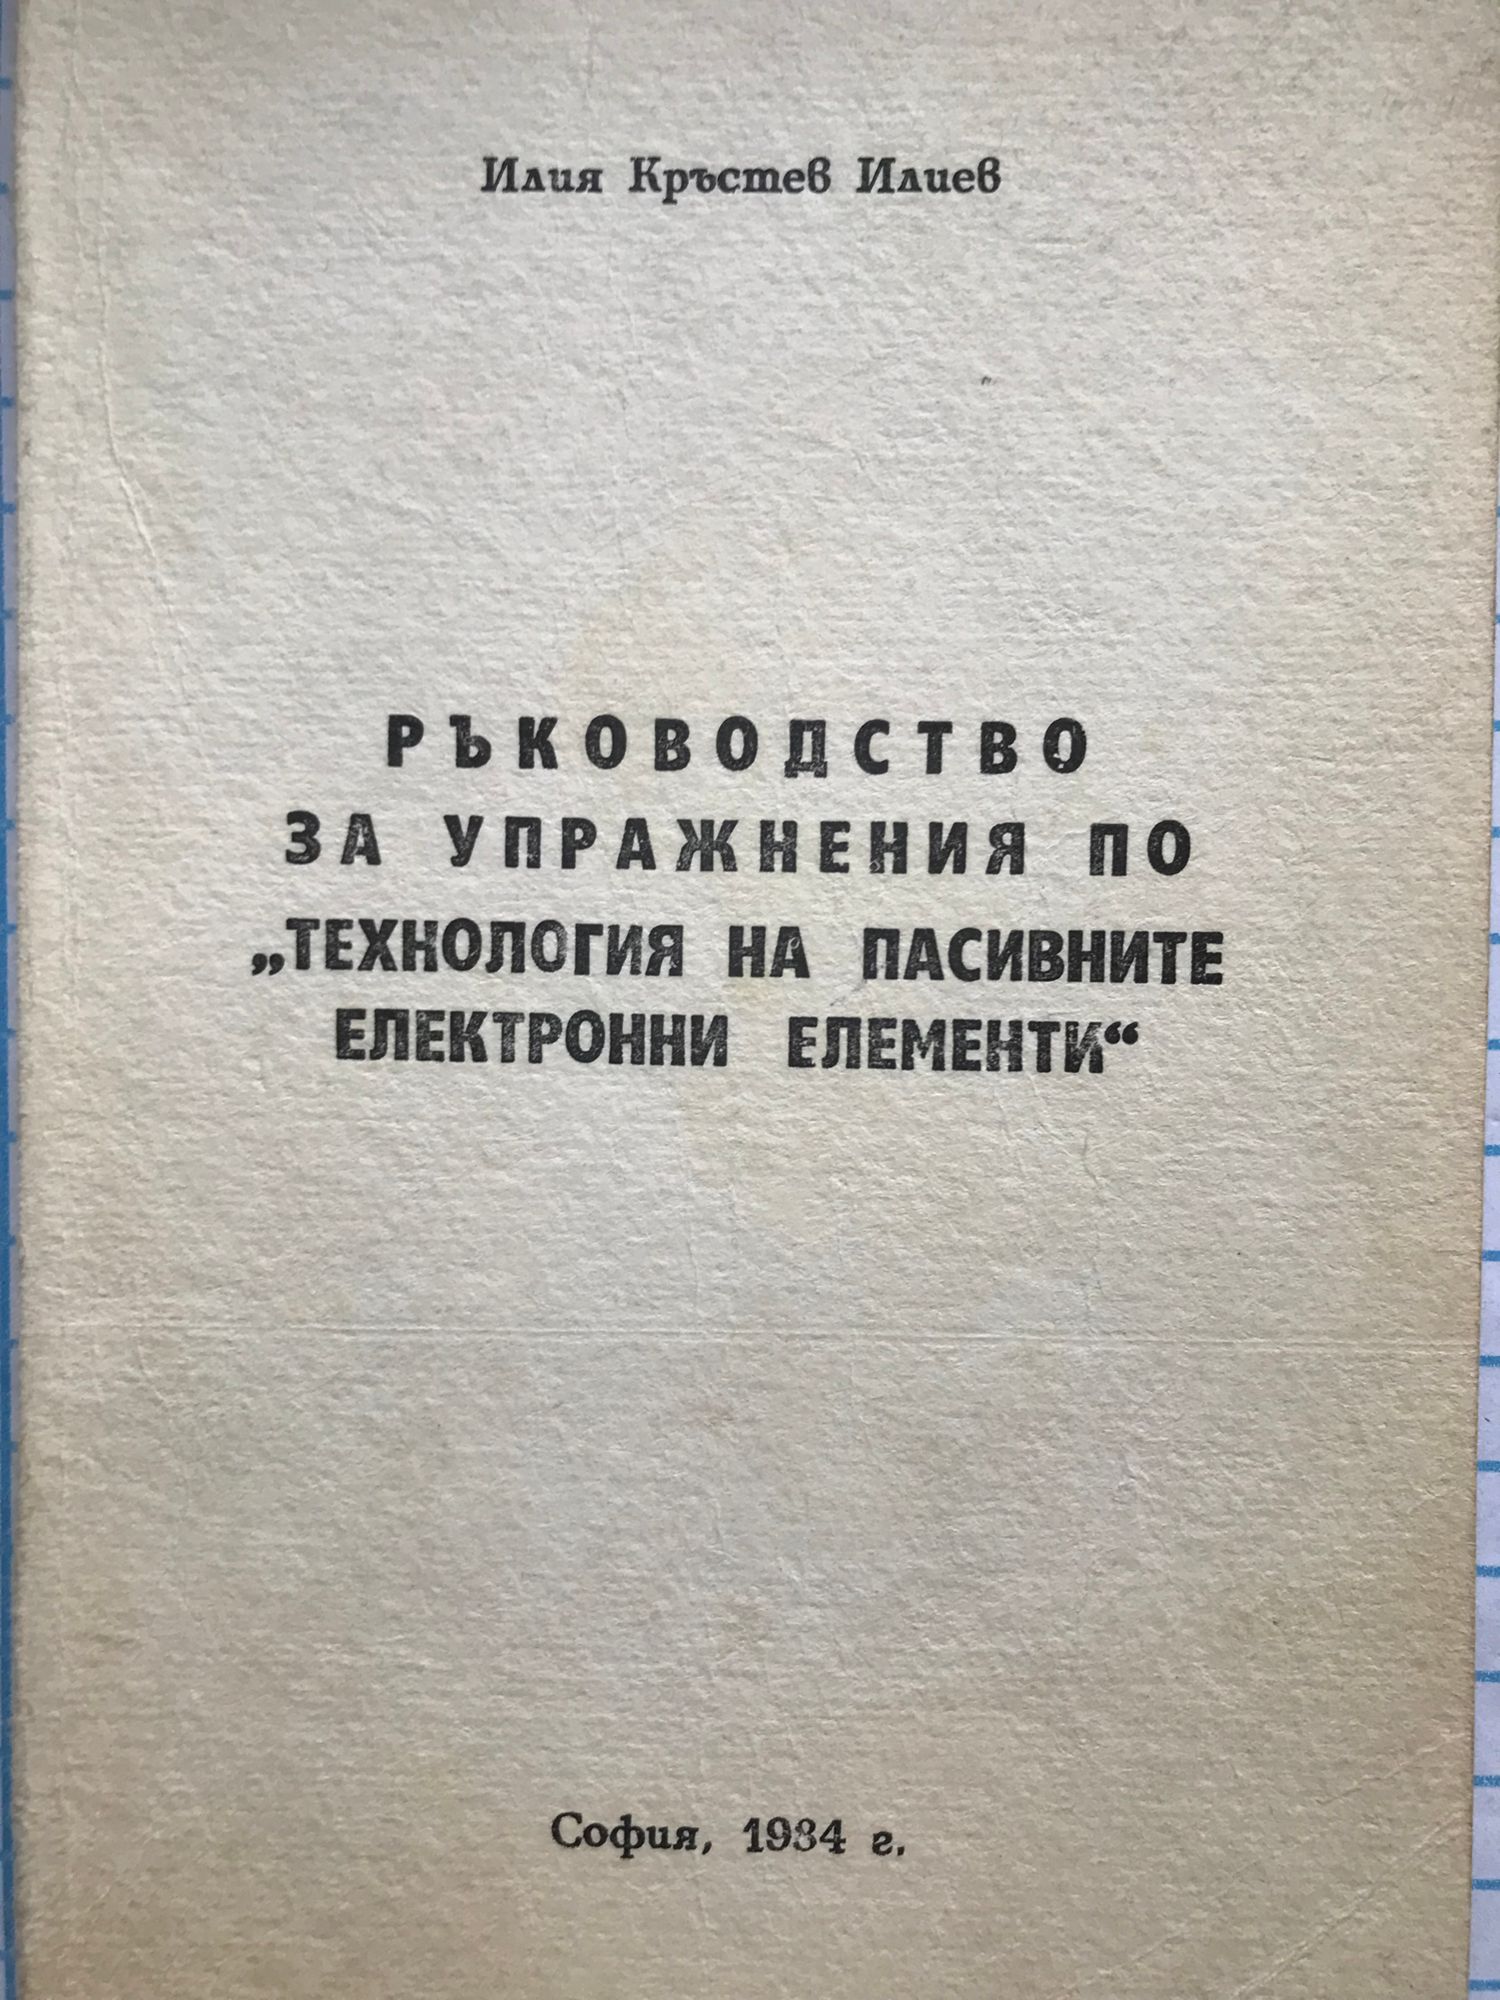 Илия Кръстев Илиев
РЪКОВОДСТВО
ЗА УПРАЖНЕНИЯ ПО
„ТЕХНОЛОГИЯ НА ПАСИВНИТЕ
ЕЛЕКТРОННИ ЕЛЕМЕНТИ“
София, 1984 г.